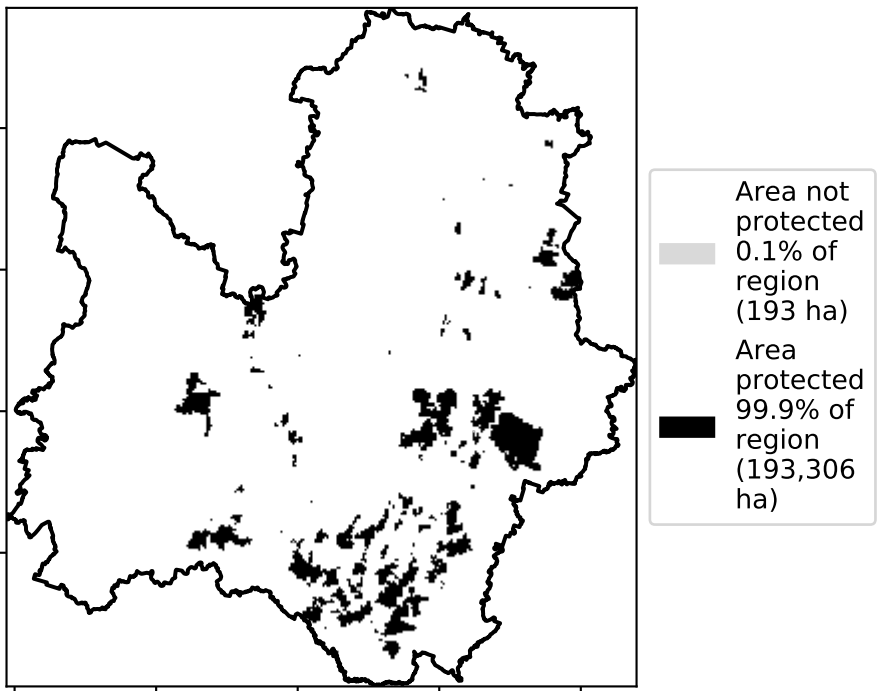 Area not
protected
0.1% of
region
(193 ha)
Area
protected
99.9% of
region
(193,306
ha)